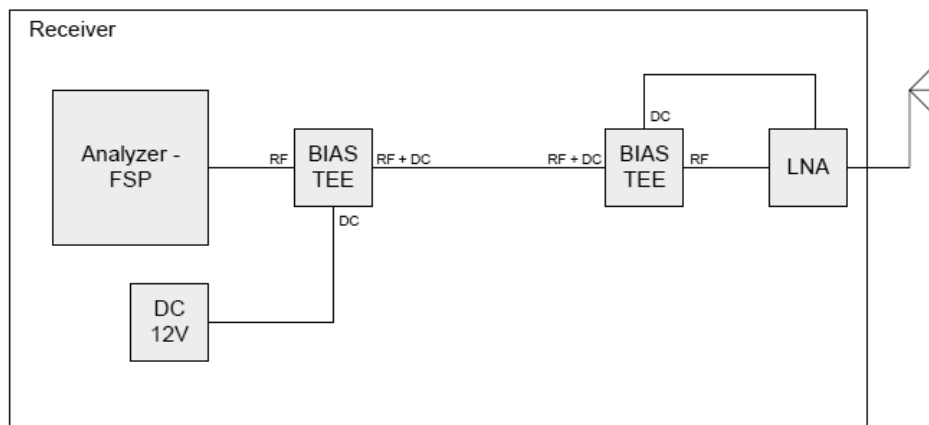 Receiver
Analyzer -
FSP
RF
BIAS
TEE
RF + DC
DC
DC
12V
RF + DC
BIAS
TEE
DC
RF
LNA